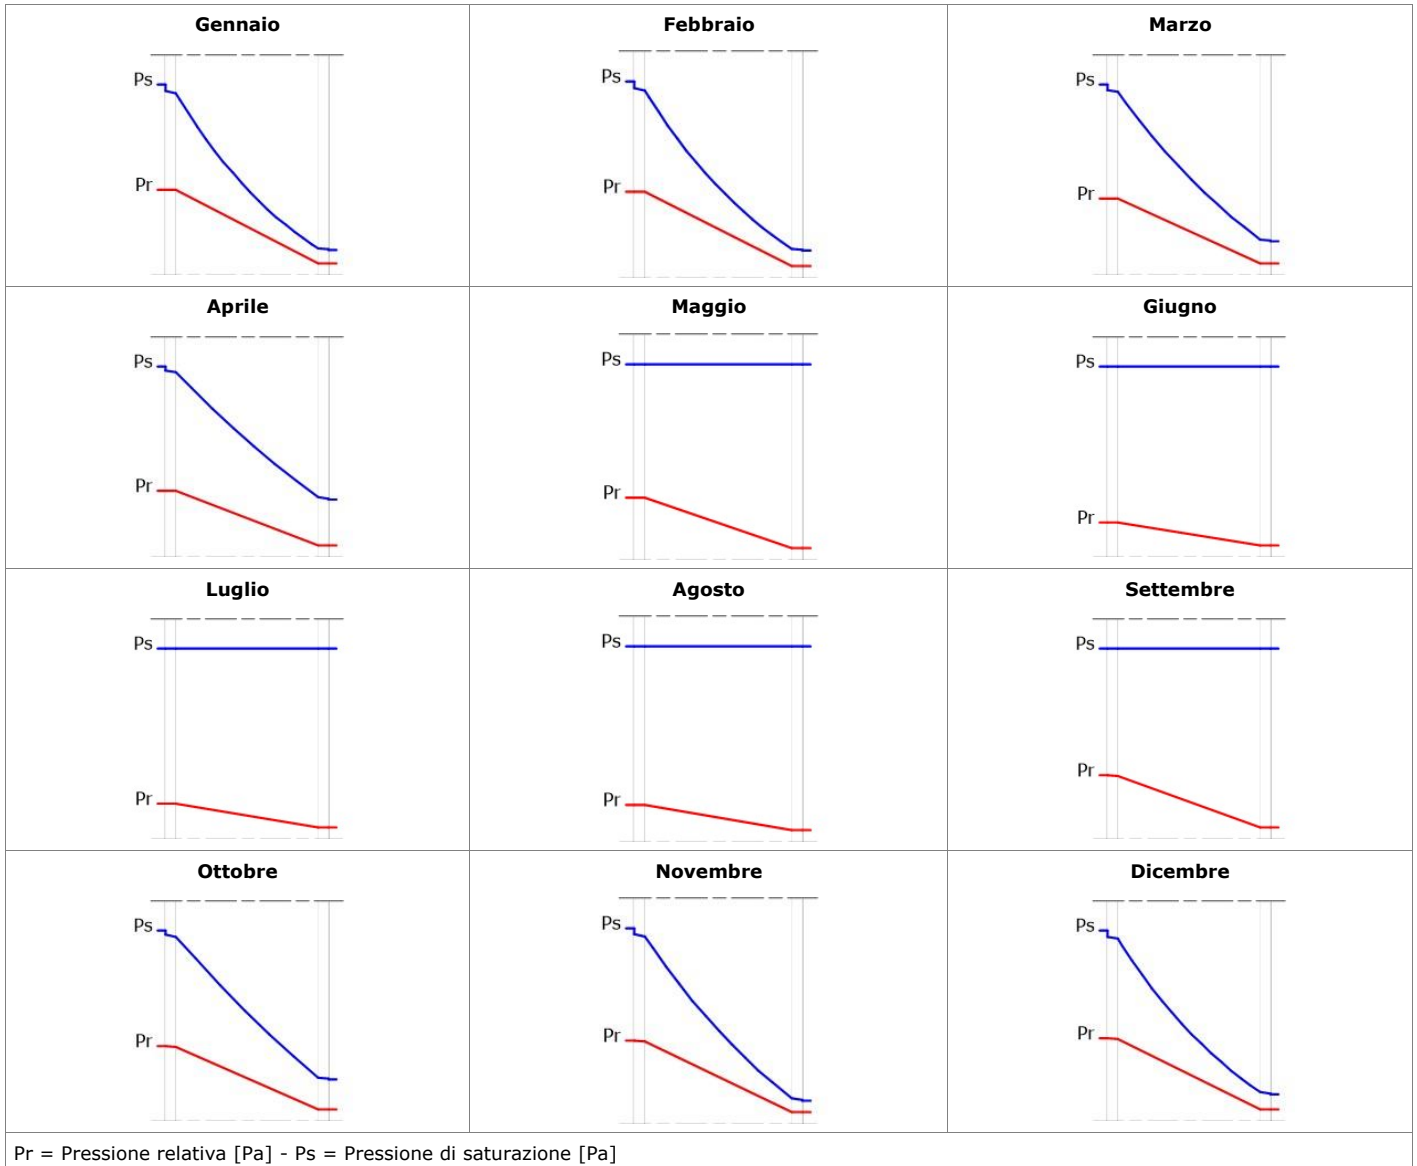 Gennaio
Febbraio
Marzo
Ps
Pr
Ps
Pr
Ps
Pr
Aprile
Maggio
Giugno
Ps
Pr
Ps
Pr
Ps
Pr
Luglio
Agosto
Settembre
Ps
Pr
Ps
Pr
Ps
Pr
Ottobre
Novembre
Dicembre
Ps
Pr
Ps
Pr
Ps
Pr
Pr = Pressione relativa [Pa] - Ps = Pressione di saturazione [Pa]